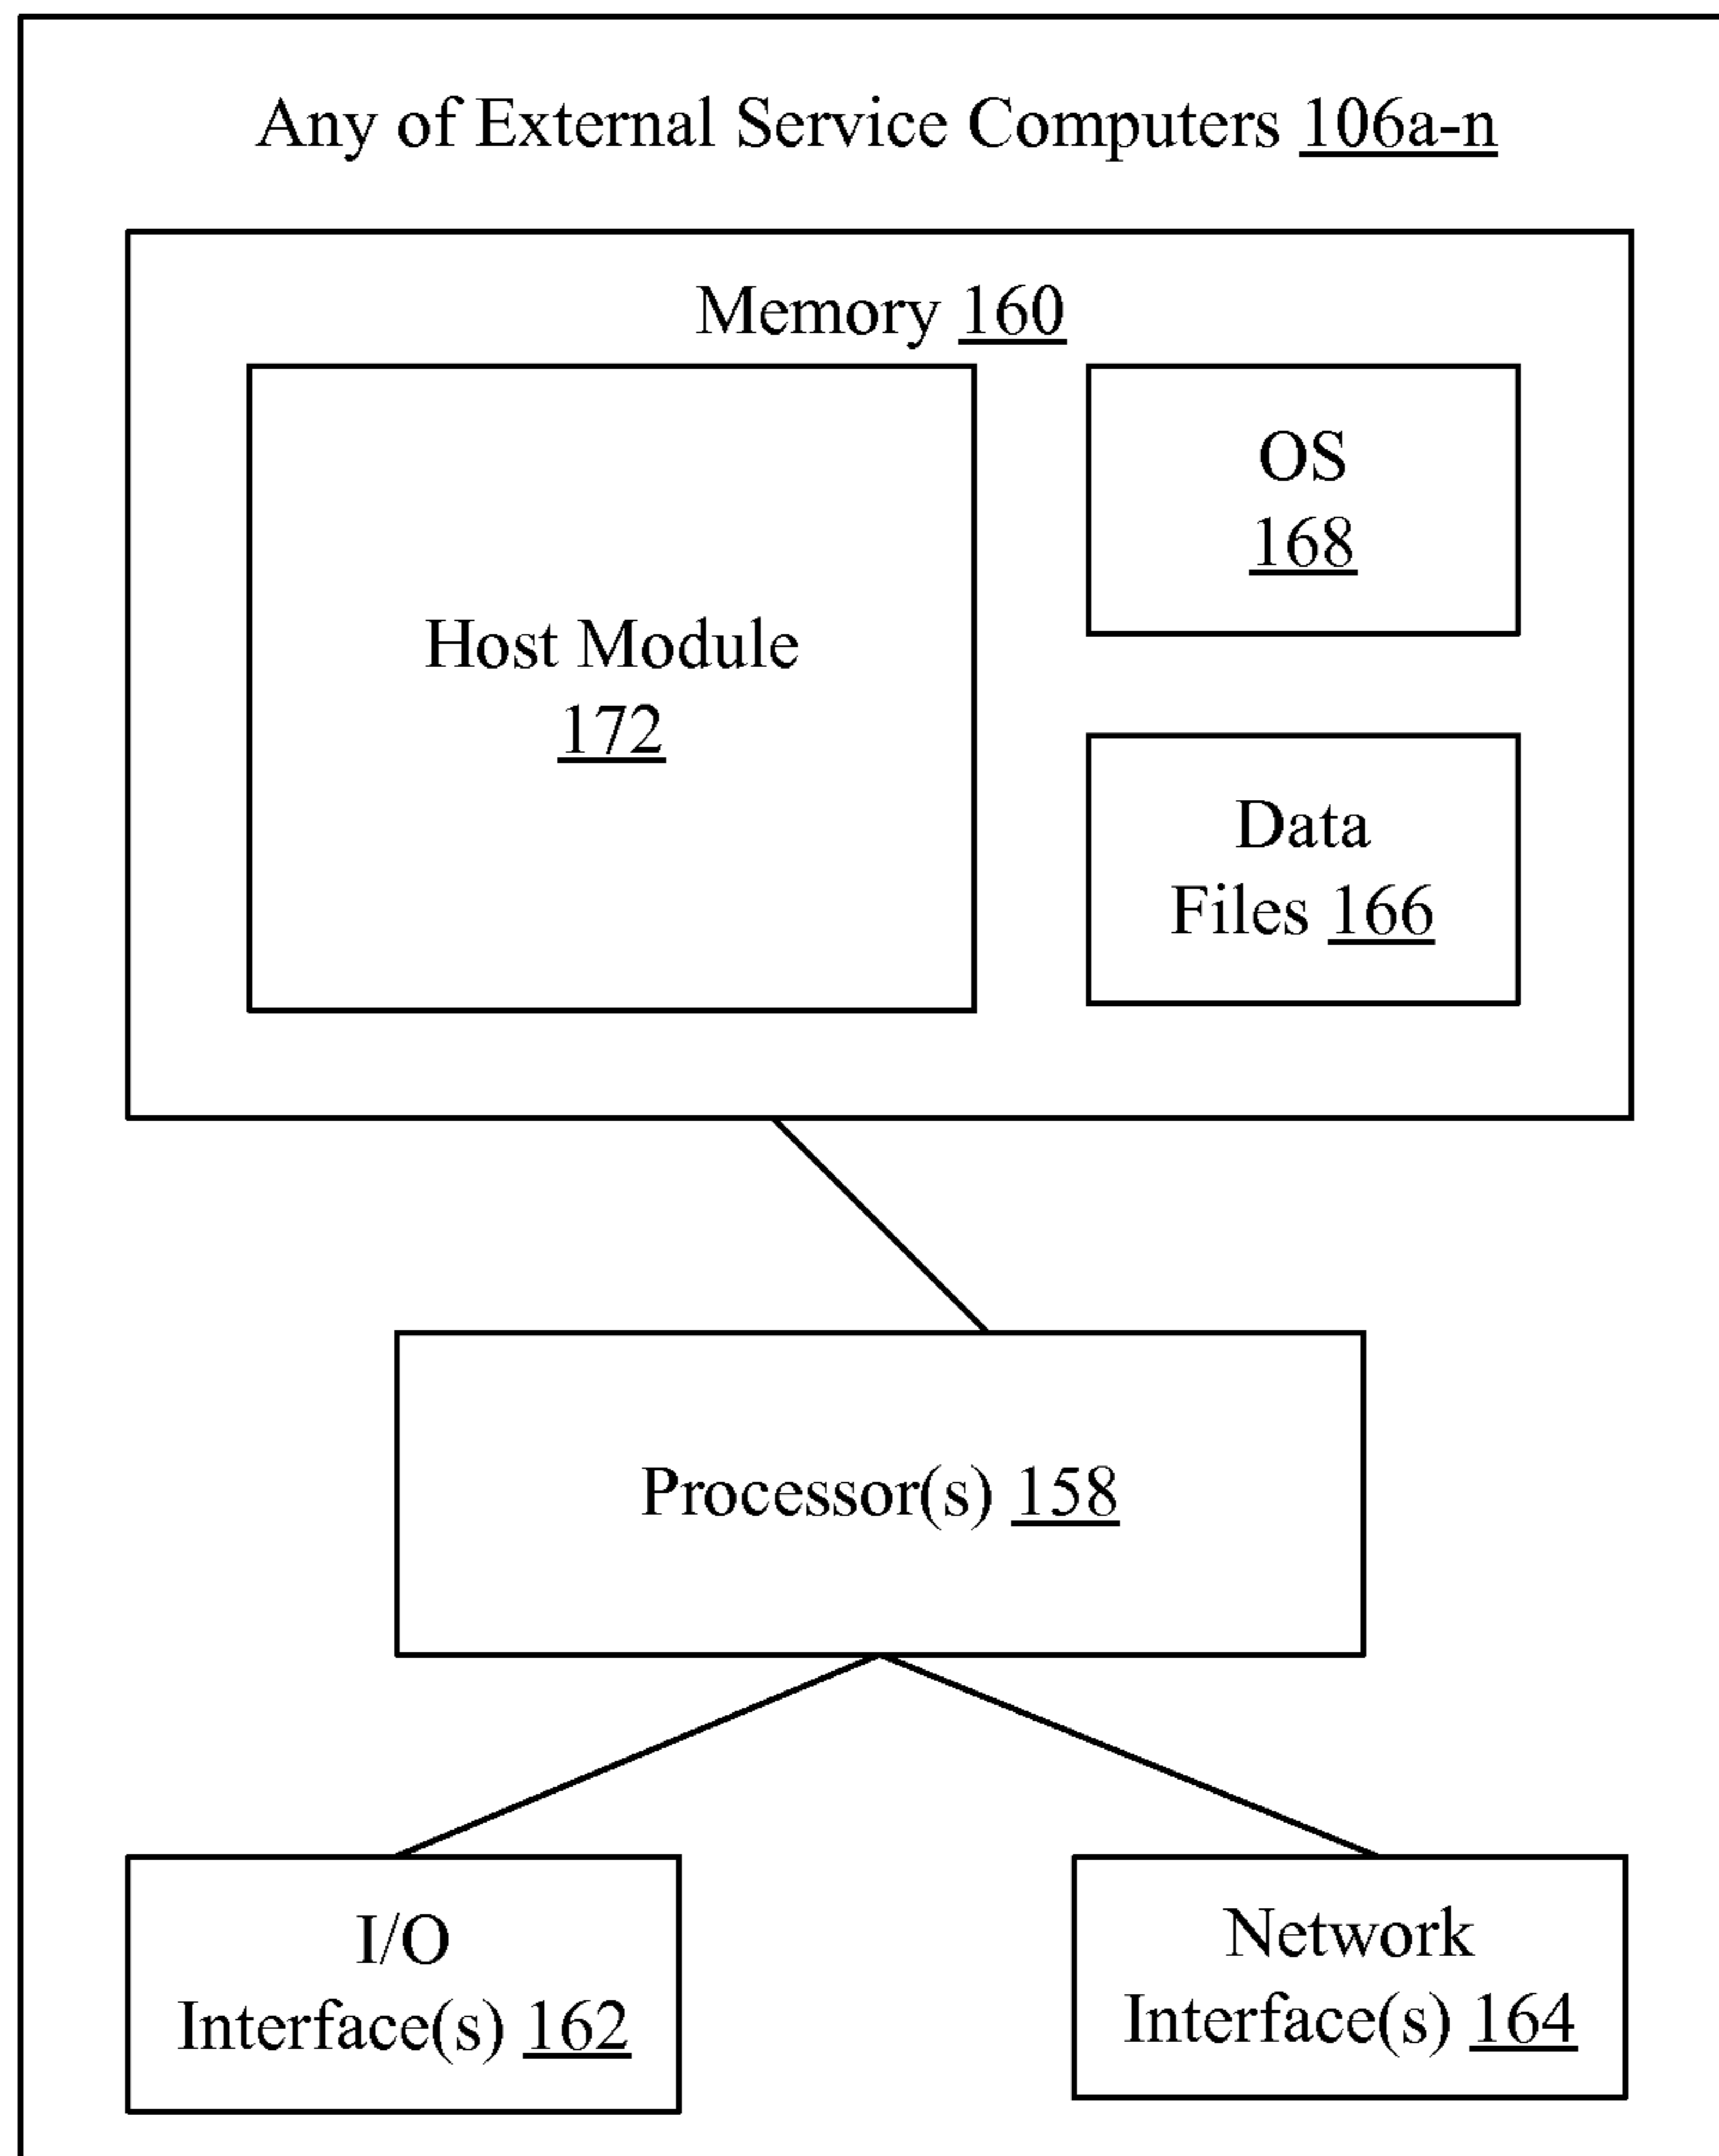 Any of External Service Computers 106a-n
Memory 160
Host Module
172
OS
168
Data
Files 166
Processor(s) 158
I/O
Interface(s) 162
Network
Interface(s) 164